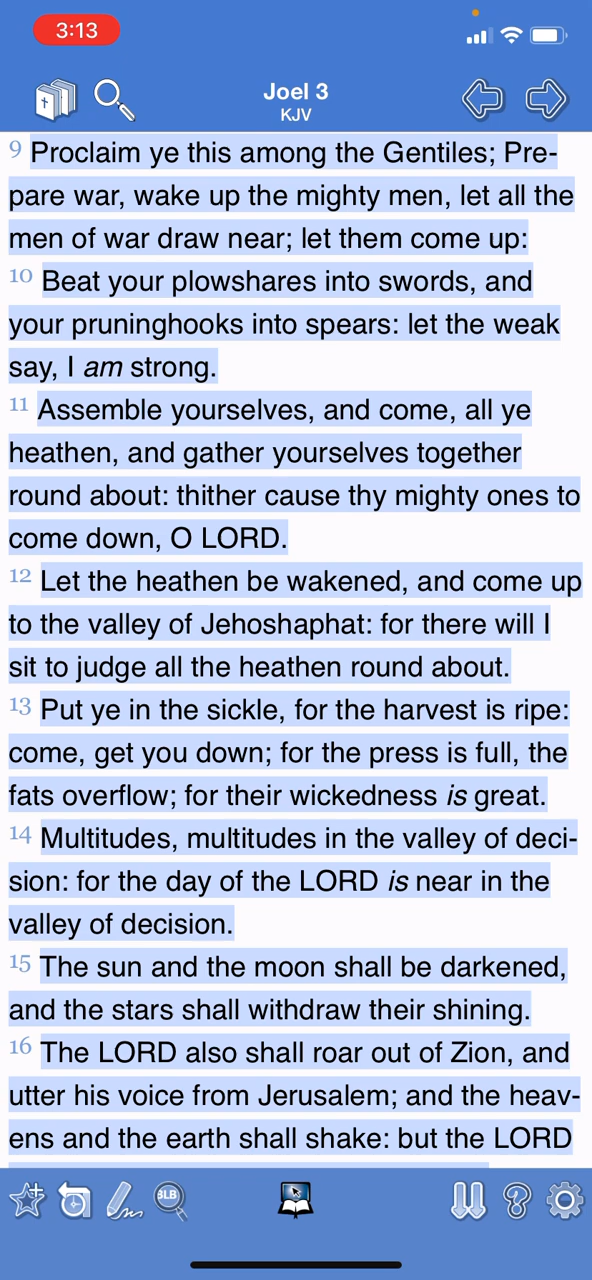 3:13
Joel 3
KJV
9 Proclaim ye this among the Gentiles; Pre-
pare war, wake up the mighty men, let all the
men of war draw near; let them come up:
10 Beat your plowshares into swords, and
your pruninghooks into spears: let the weak
say, I am strong.
11 Assemble yourselves, and come, all ye
heathen, and gather yourselves together
round about: thither cause thy mighty ones to
come down, O LORD.
12 Let the heathen be wakened, and come up
to the valley of Jehoshaphat: for there will I
sit to judge all the heathen round about.
13 Put ye in the sickle, for the harvest is ripe:
come, get you down; for the press is full, the
fats overflow; for their wickedness is great.
14 Multitudes, multitudes in the valley of deci-
sion: for the day of the LORD is near in the
valley of decision.
15 The sun and the moon shall be darkened,
and the stars shall withdraw their shining.
16 The LORD also shall roar out of Zion, and
utter his voice from Jerusalem; and the heav-
ens and the earth shall shake: but the LORD
BLB